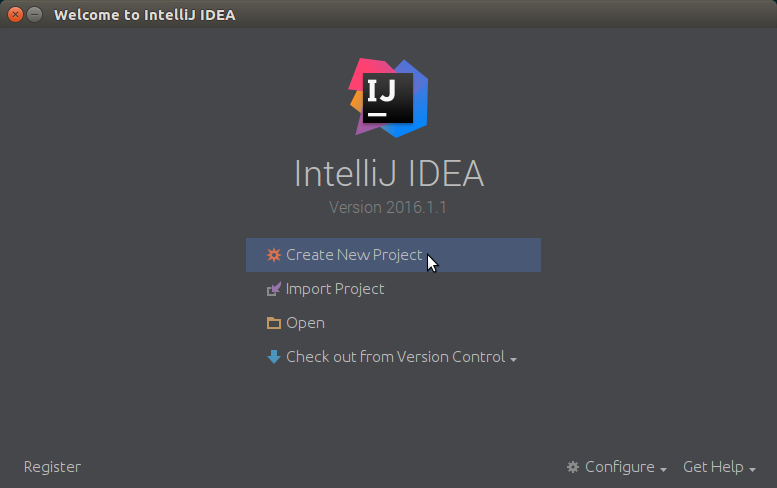 Welcome to IntelliJ IDEA
IJ
IntelliJ IDEA
Version 2016.1.1
Create New Project
Import Project
Open
Check out from Version Control
Register
Configure
Get Help